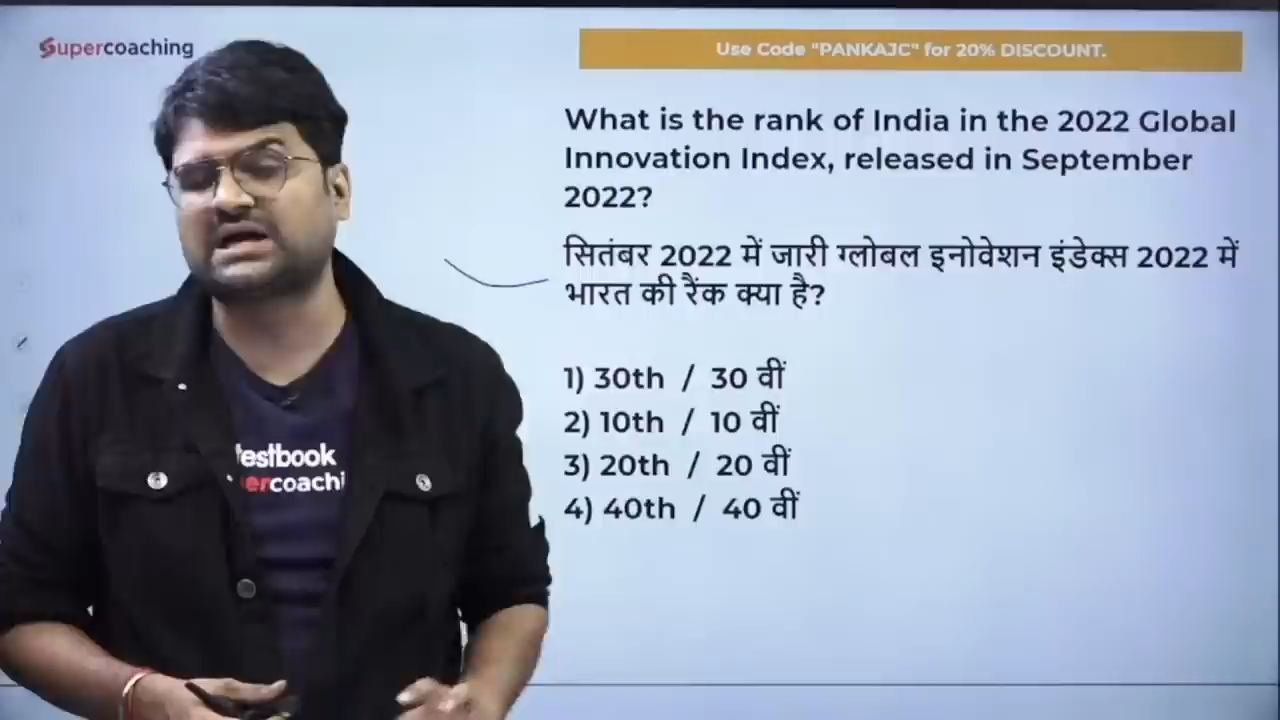 Supercoaching
Use Code "PANKAJC" for 20% DISCOUNT.
What is the rank of India in the 2022 Global
Innovation Index, released in September
2022?
सितंबर 2022 में जारी ग्लोबल इनोवेशन इंडेक्स 2022 में
भारत की रैंक क्या है?
1) 30th / 30 वीं
2) 10th / 10 वीं
3) 20th / 20 वीं
4) 40th / 40 वीं
testbook
ercoachi